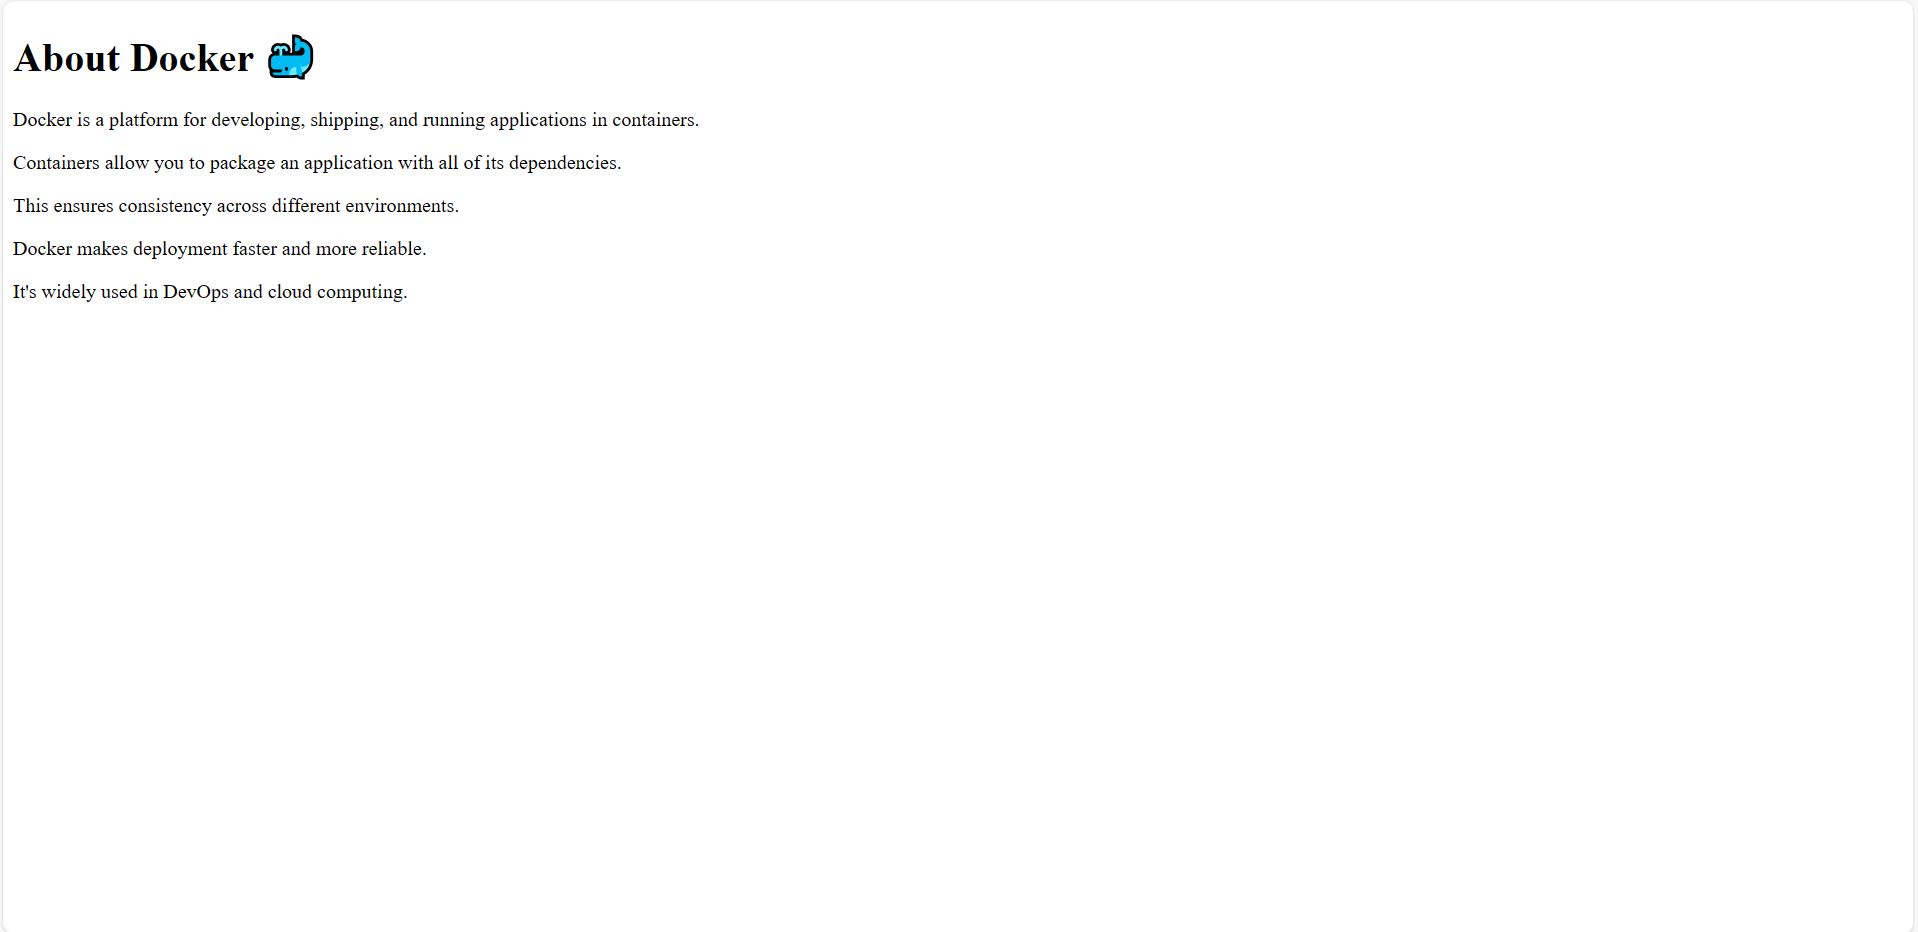 About Docker 🐳
Docker is a platform for developing, shipping, and running applications in containers.
Containers allow you to package an application with all of its dependencies.
This ensures consistency across different environments.
Docker makes deployment faster and more reliable.
It's widely used in DevOps and cloud computing.